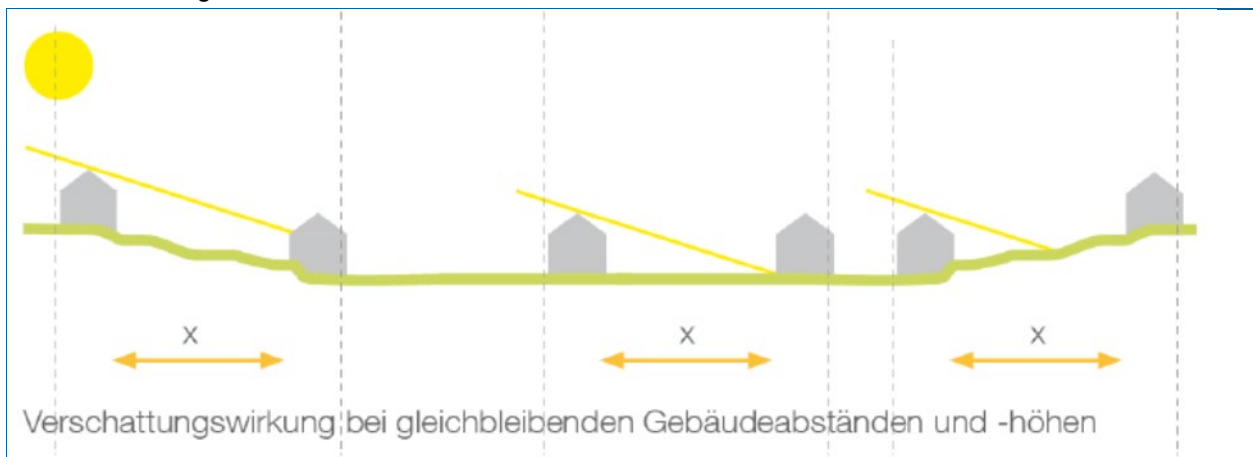 x x x
Verschattungswirkung bei gleichbleibenden Gebäudeabständen und -höhen